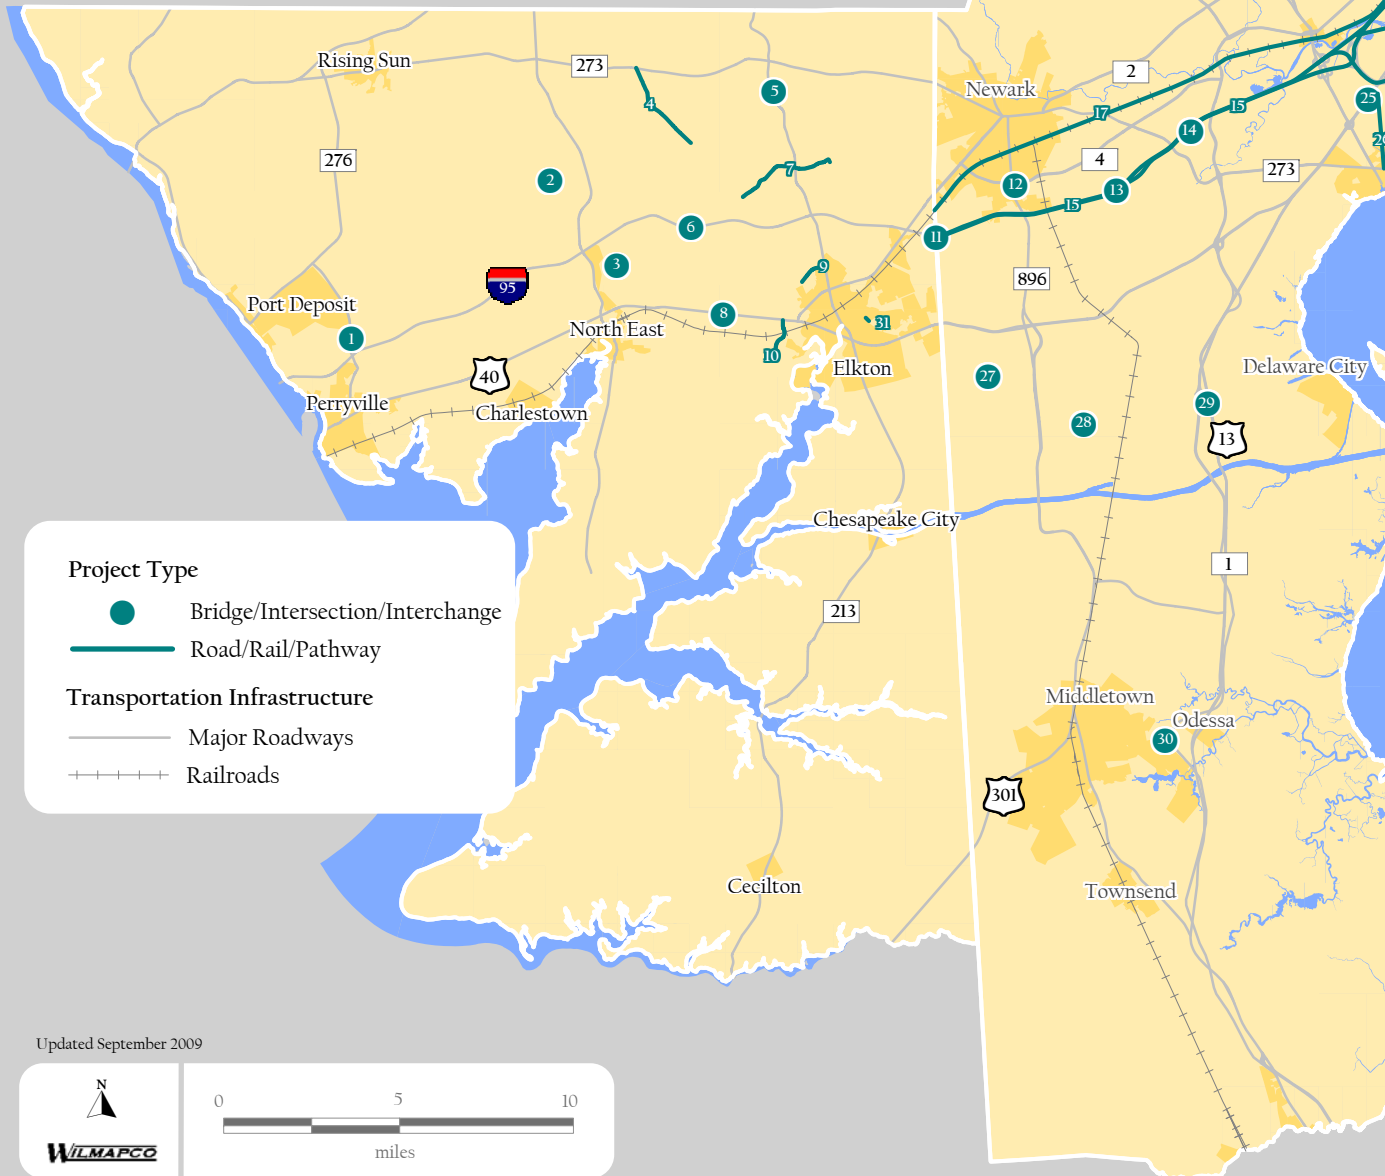 Rising Sun
273
5
4
2
Newark
25
17
15
14
276
7
4
273
2
12
13
15
6
11
3
9
896
95
Port Deposit
1
8
31
North East
10
Elkton
Delaware City
40
27
Perryville
Charlestown
29
28
13
Chesapeake City
1
213
Project Type
Bridge/Intersection/Interchange
Road/Rail/Pathway
Transportation Infrastructure
Major Roadways
Railroads
Middletown
Odessa
30
301
Cecilton
Townsend
Updated September 2009
N
WILMAPCO
0 5 10
miles